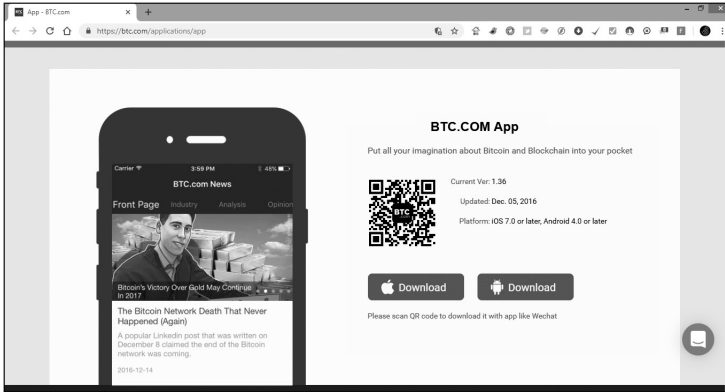 App - BTC.com
https://btc.com/applications/app
BTC.COM App
Put all your imagination about Bitcoin and Blockchain into your pocket
BTC
Current Ver: 1.36
Updated: Dec. 05, 2016
Platform: iOS 7.0 or later, Android 4.0 or later
Download
Download
Please scan QR code to download it with app like Wechat
Carrier 3:59 PM 48%
BTC.com News
Front Page Industry Analysis Opinion
Bitcoin's Victory Over Gold May Continue
In 2017
The Bitcoin Network Death That Never
Happened (Again)
A popular Linkedin post that was written on
December 8 claimed the end of the Bitcoin
network was coming.
2016-12-14